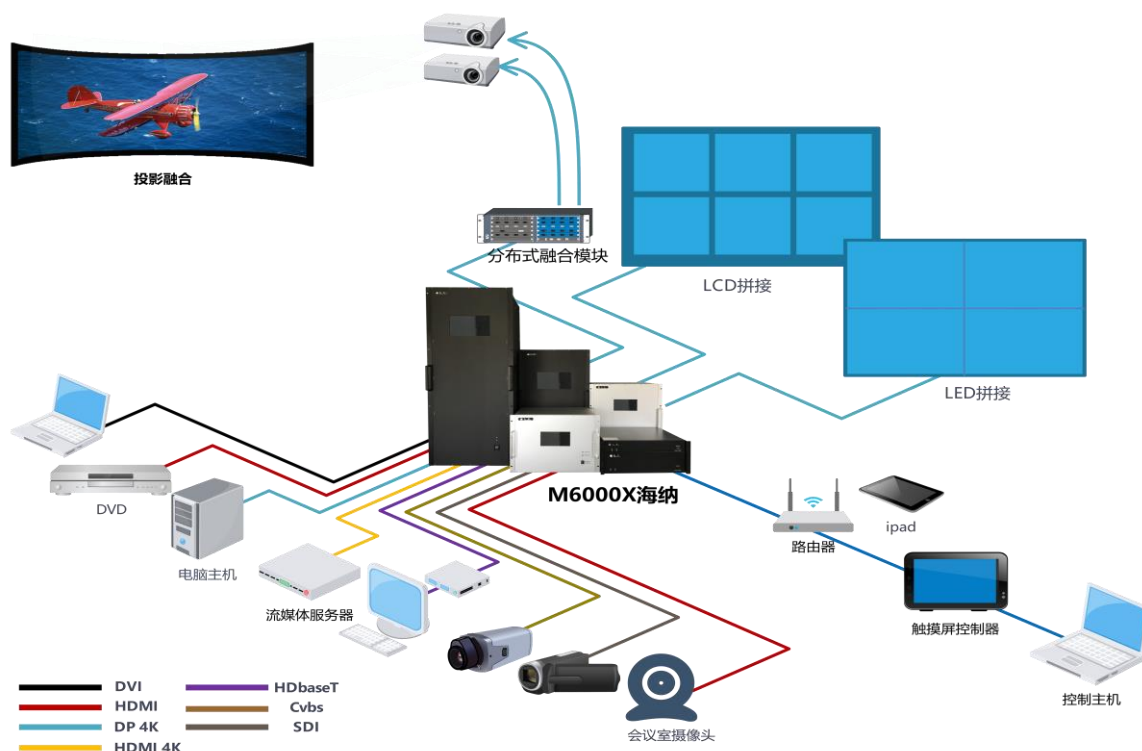 投影融合
分布式融合模块
LCD拼接
LED拼接
DVD
M6000X海纳
电脑主机
流媒体服务器
路由器
ipad
触摸屏控制器
控制主机
会议室摄像头
DVI
HDMI
DP 4K
HDMI 4K
HDbaseT
Cvbs
SDI